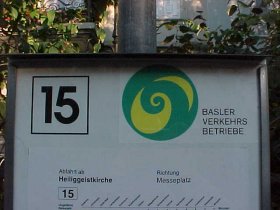 15
BASLER
VERKEHRS
BETRIEBE
Abfahrt ab
Heiliggeistkirche
Richtung
Messeplatz
15